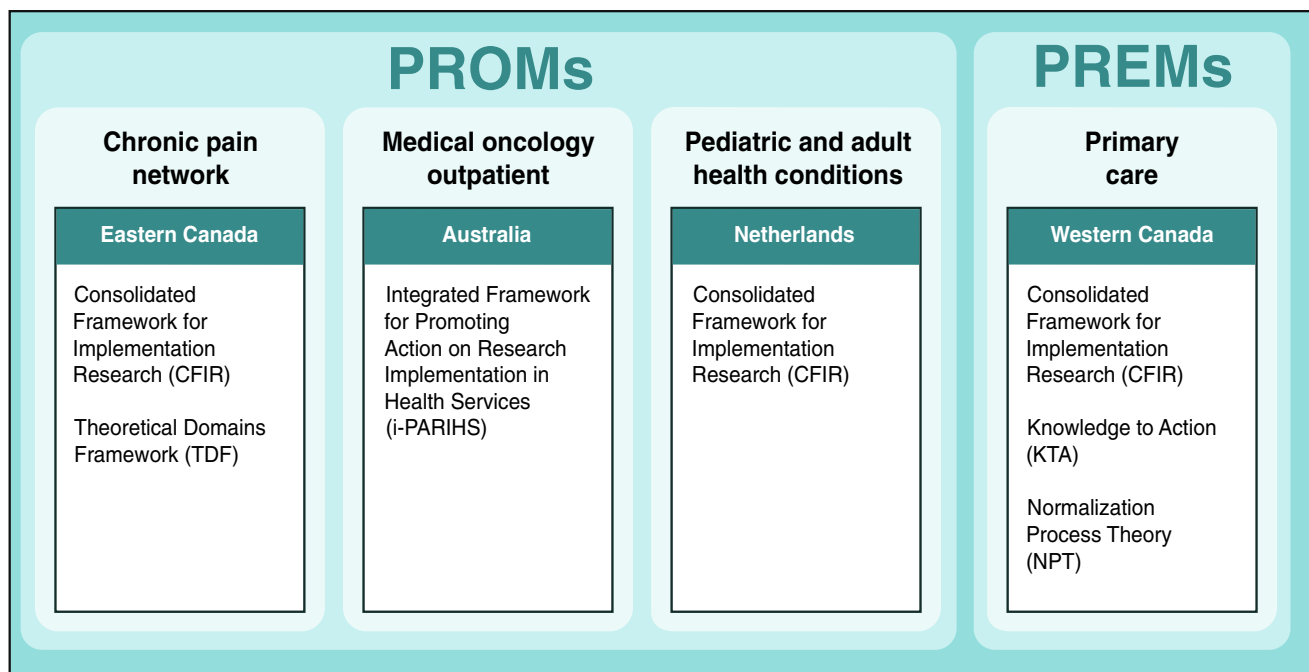 PROMs
Chronic pain
network
Eastern Canada
Consolidated
Framework for
Implementation
Research (CFIR)
Theoretical Domains
Framework (TDF)
Medical oncology
outpatient
Australia
Integrated Framework
for Promoting
Action on Research
Implementation in
Health Services
(i-PARIHS)
Pediatric and adult
health conditions
Netherlands
Consolidated
Framework for
Implementation
Research (CFIR)
PREMs
Primary
care
Western Canada
Consolidated
Framework for
Implementation
Research (CFIR)
Knowledge to Action
(KTA)
Normalization
Process Theory
(NPT)